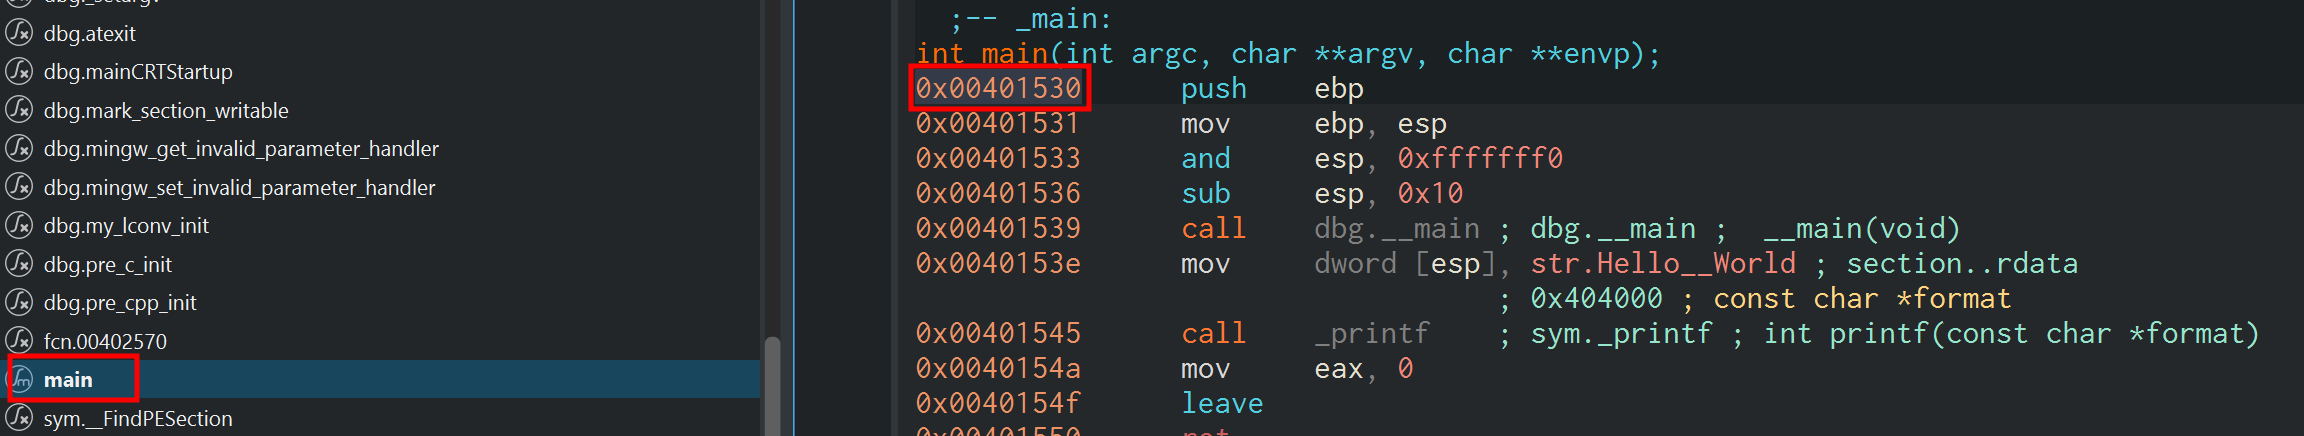 dbg._setargv
dbg.atexit
dbg.mainCRTStartup
dbg.mark_section_writable
dbg.mingw_get_invalid_parameter_handler
dbg.mingw_set_invalid_parameter_handler
dbg.my_lconv_init
dbg.pre_c_init
dbg.pre_cpp_init
fcn.00402570
main
sym.__FindPESection
;-- _main:
int main(int argc, char **argv, char **envp);
0x00401530 push ebp
0x00401531 mov ebp, esp
0x00401533 and esp, 0xfffffff0
0x00401536 sub esp, 0x10
0x00401539 call dbg.__main ; dbg.__main ; __main(void)
0x0040153e mov dword [esp], str.Hello__World ; section..rdata
; 0x404000 ; const char *format
0x00401545 call _printf ; sym._printf ; int printf(const char *format)
0x0040154a mov eax, 0
0x0040154f leave
0x00401550 ret